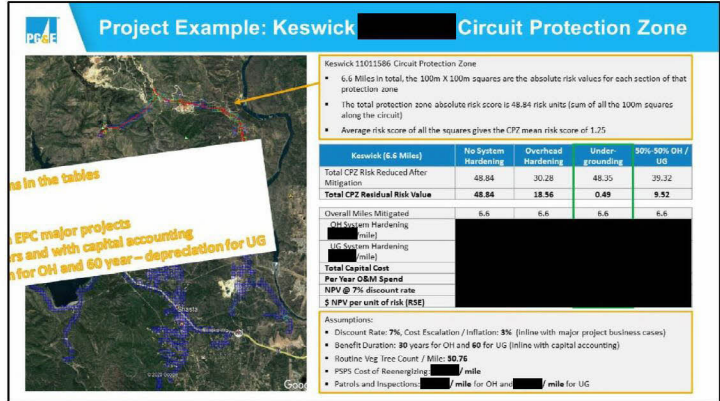 PG&E
Project Example: Keswick Circuit Protection Zone
Keswick 11011586 Circuit Protection Zone
▪ 6.6 Miles in total, the 100m X 100m squares are the absolute risk values for each section of that
protection zone
▪ The total protection zone absolute risk score is 48.84 risk units (sum of all the 100m squares
along the circuit)
▪ Average risk score of all the squares gives the CPZ mean risk score of 1.25
Keswick (6.6 Miles) No System Hardening Overhead Hardening Under-grounding 50%-50% OH / UG
Total CPZ Risk Reduced After Mitigation 48.84 30.28 48.35 39.32
Total CPZ Residual Risk Value 48.84 18.56 0.49 9.52
Overall Miles Mitigated 6.6 6.6 6.6 6.6
OH System Hardening
/mile)
UG System Hardening
/mile)
Total Capital Cost
Per Year O&M Spend
NPV @ 7% discount rate
$ NPV per unit of risk (RSE)
Assumptions:
▪ Discount Rate: 7%, Cost Escalation / Inflation: 3% (inline with major project business cases)
▪ Benefit Duration: 30 years for OH and 60 for UG (inline with capital accounting)
▪ Routine Veg Tree Count / Mile: 50.76
▪ PSPS Cost of Reenergizing: / mile
▪ Patrols and Inspections: / mile for OH and / mile for UG
ns in the tables
EPC major projects
rs and with capital accounting
for OH and 60 year – depreciation for UG
Shasta
Goo